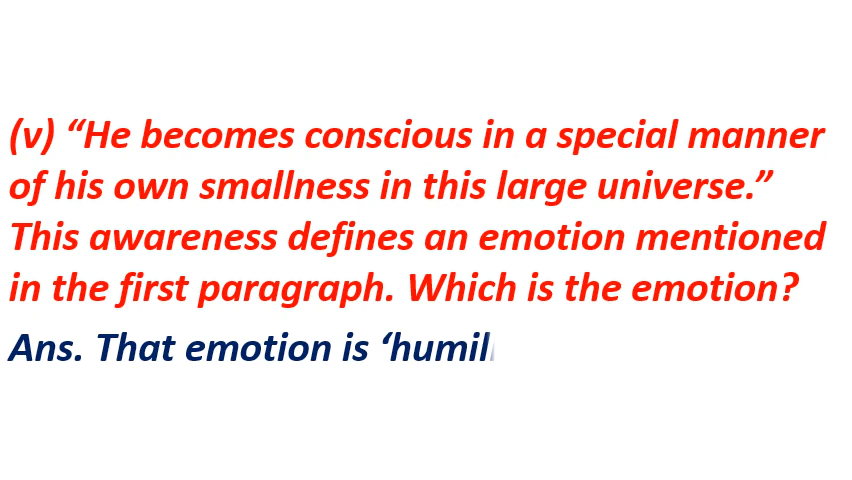 (v) “He becomes conscious in a special manner
of his own smallness in this large universe.”
This awareness defines an emotion mentioned
in the first paragraph. Which is the emotion?
Ans. That emotion is ‘humil